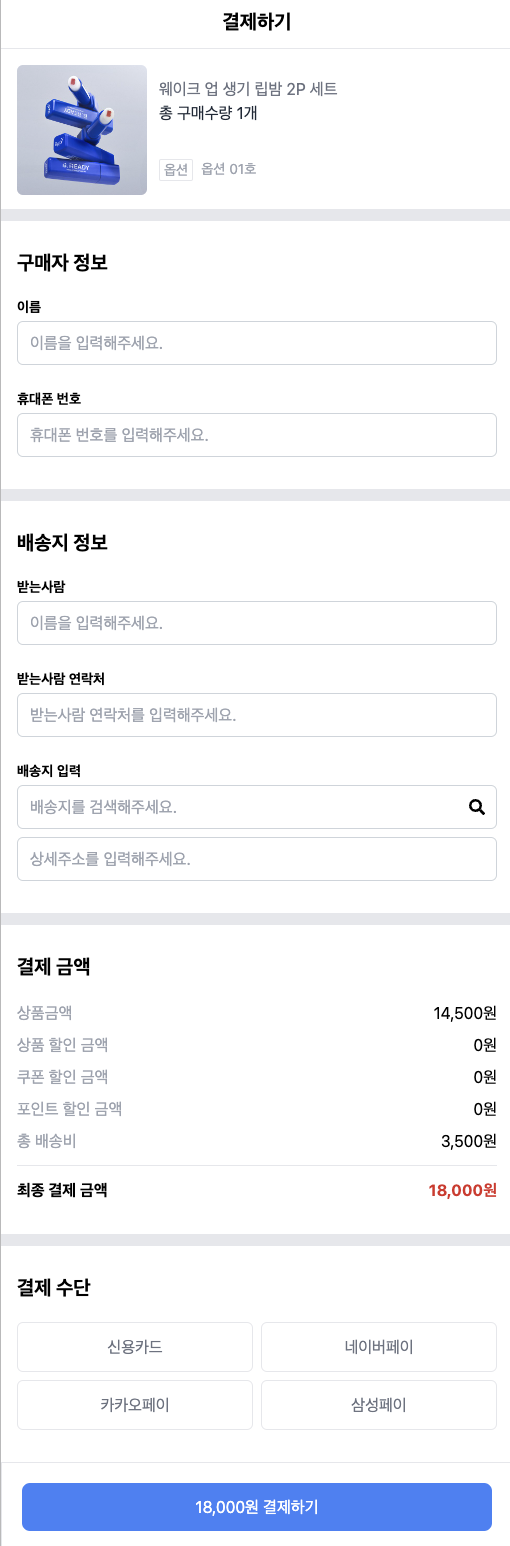 결제하기
웨이크 업 생기 립밤 2P 세트
총 구매수량 1개
옵션 옵션 01호
구매자 정보
이름
이름을 입력해주세요.
휴대폰 번호
휴대폰 번호를 입력해주세요.
배송지 정보
받는사람
이름을 입력해주세요.
받는사람 연락처
받는사람 연락처를 입력해주세요.
배송지 입력
배송지를 검색해주세요.
상세주소를 입력해주세요.
결제 금액
상품금액 14,500원
상품 할인 금액 0원
쿠폰 할인 금액 0원
포인트 할인 금액 0원
총 배송비 3,500원
최종 결제 금액 18,000원
결제 수단
신용카드 네이버페이
카카오페이 삼성페이
18,000원 결제하기